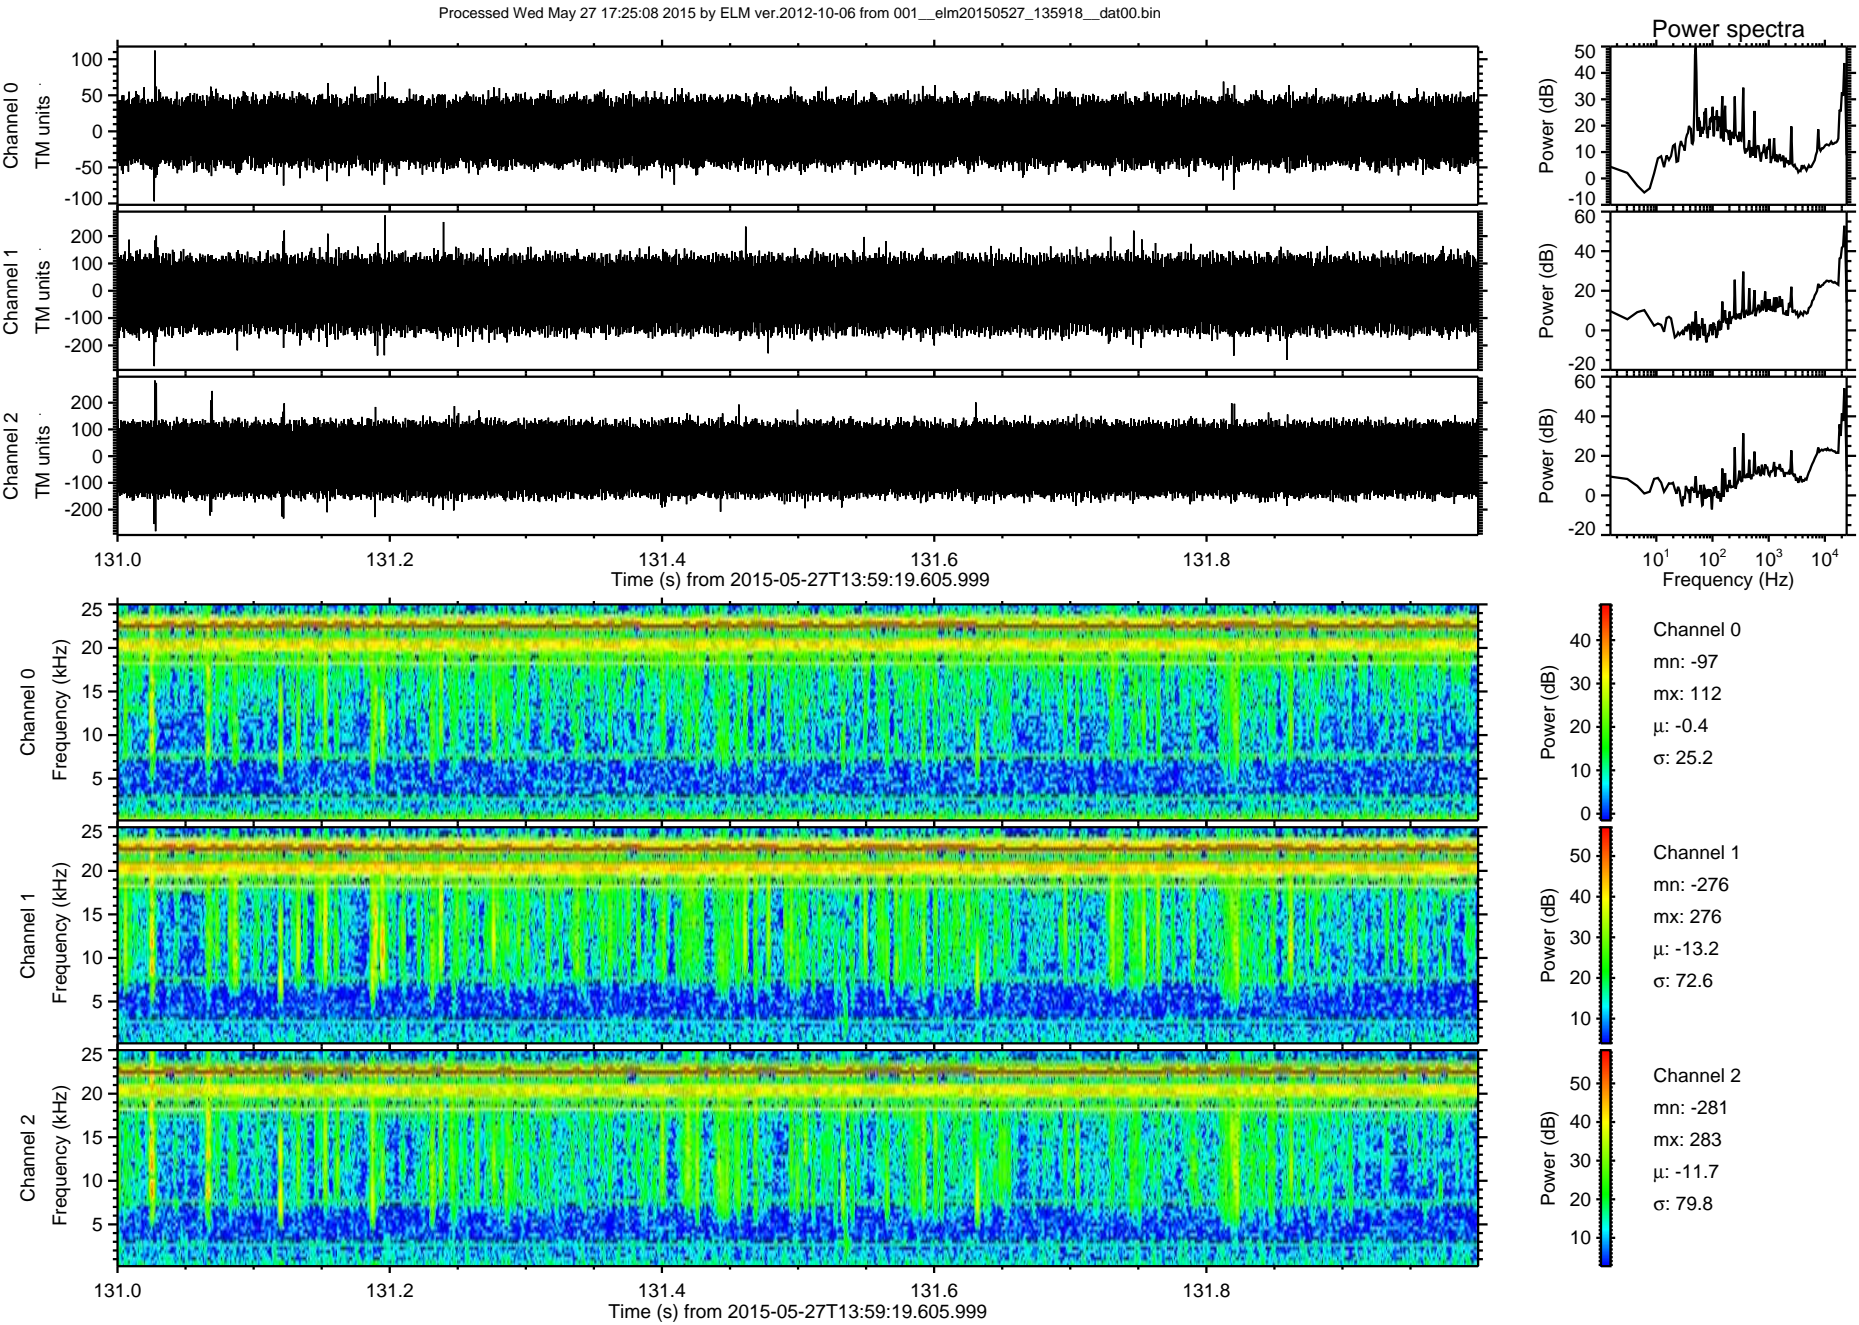 Processed Wed May 27 17:25:08 2015 by ELM ver.2012-10-06 from 001__elm20150527_135918__dat00.bin
Power spectra
Channel 0
TM units
100
50
0
-50
-100
Power (dB)
50
40
30
20
10
0
-10
Channel 1
TM units
200
100
0
-100
-200
Power (dB)
60
40
20
0
-20
Channel 2
TM units
200
100
0
-100
-200
Power (dB)
60
40
20
0
-20
131.0 131.2 131.4 131.6 131.8
Time (s) from 2015-05-27T13:59:19.605.999
10¹ 10² 10³ 10⁴
Frequency (Hz)
Channel 0
Frequency (kHz)
25
20
15
10
5
Power (dB)
40
30
20
10
0
Channel 0
mn: -97
mx: 112
μ: -0.4
σ: 25.2
Channel 1
Frequency (kHz)
25
20
15
10
5
Power (dB)
50
40
30
20
10
Channel 1
mn: -276
mx: 276
μ: -13.2
σ: 72.6
Channel 2
Frequency (kHz)
25
20
15
10
5
Power (dB)
50
40
30
20
10
Channel 2
mn: -281
mx: 283
μ: -11.7
σ: 79.8
131.0 131.2 131.4 131.6 131.8
Time (s) from 2015-05-27T13:59:19.605.999